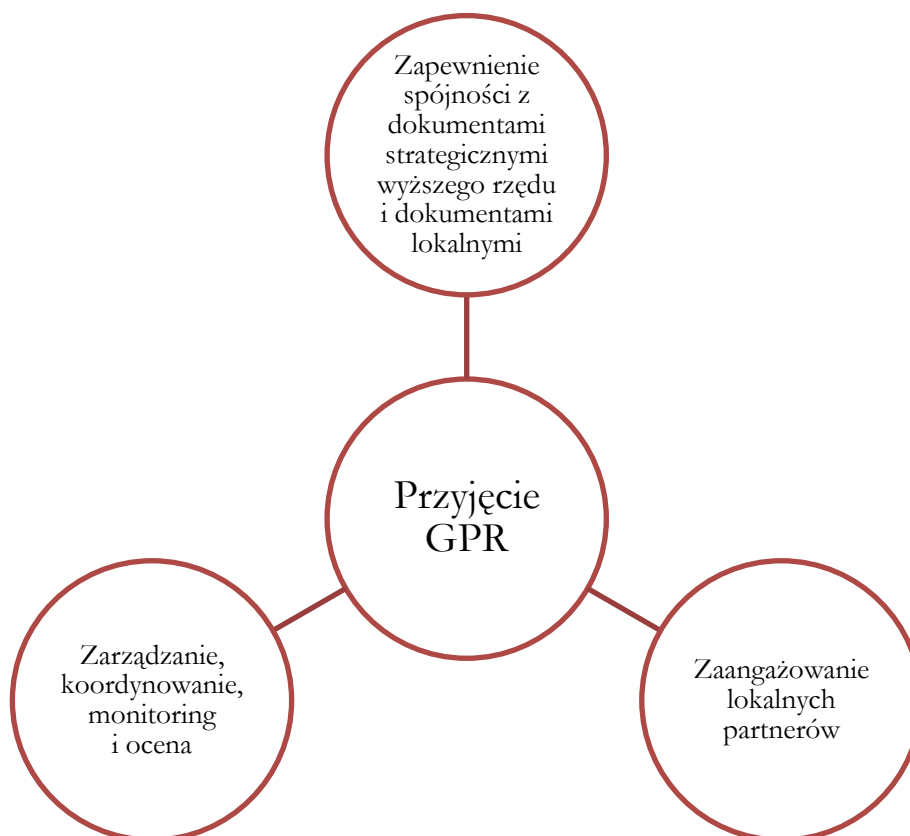 Zapewnienie
spójności z
dokumentami
strategicznymi
wyższego rzędu
i dokumentami
lokalnymi
Przyjęcie
GPR
Zarządzanie,
koordynowanie,
monitoring
i ocena
Zaangażowanie
lokalnych
partnerów